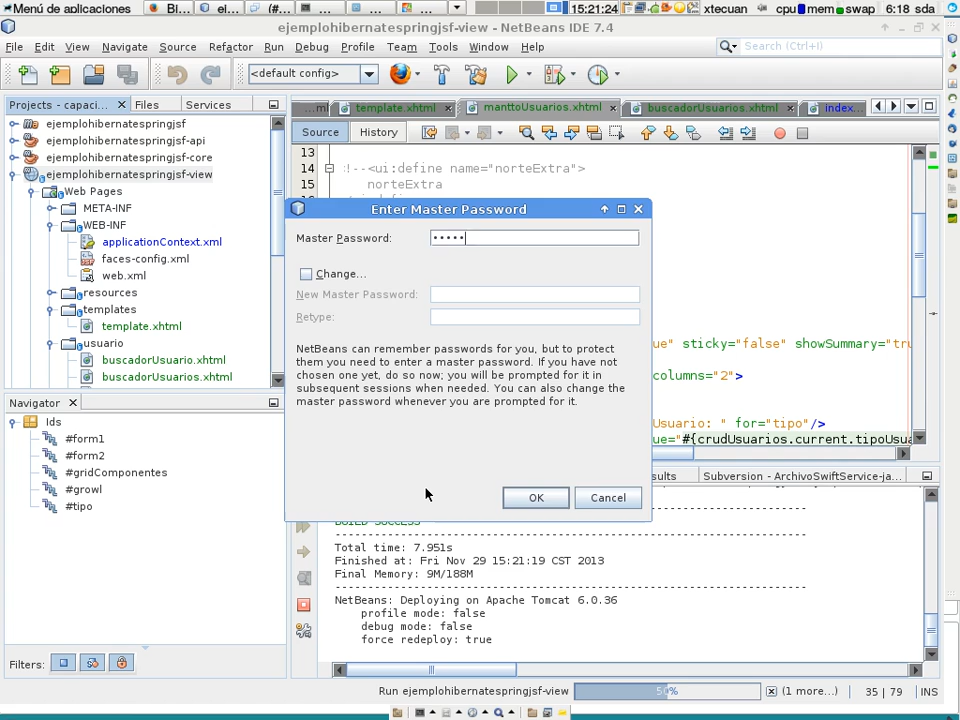 Menú de aplicaciones
Bl...
el...
(#...
...
15:21:24
xtecuan
cpu mem swap
6:18 sda
ejemplohibernatespringjsf-view - NetBeans IDE 7.4
File Edit View Navigate Source Refactor Run Debug Profile Team Tools Window Help
Search (Ctrl+I)
<default config>
Projects - capaci...
Files
Services
...ml
template.xhtml
manttoUsuarios.xhtml
buscadorUsuarios.xhtml
index...
Source
History
ejemplohibernatespringjsf
ejemplohibernatespringjsf-api
ejemplohibernatespringjsf-core
ejemplohibernatespringjsf-view
Web Pages
META-INF
WEB-INF
applicationContext.xml
faces-config.xml
web.xml
resources
templates
template.xhtml
usuario
buscadorUsuario.xhtml
buscadorUsuarios.xhtml
13
14 !--<ui:define name="norteExtra">
15 norteExtra
ue" sticky="false" showSummary="tru
columns="2">
Usuario: " for="tipo"/>
ue="#{crudUsuarios.current.tipoUsua
Enter Master Password
Master Password: •••••
Change...
New Master Password:
Retype:
NetBeans can remember passwords for you, but to protect
them you need to enter a master password. If you have not
chosen one yet, do so now; you will be prompted for it in
subsequent sessions when needed. You can also change the
master password whenever you are prompted for it.
OK
Cancel
Navigator
Ids
#form1
#form2
#gridComponentes
#growl
#tipo
Filters:
sults
Subversion - ArchivoSwiftService-ja...
------------------------------------------------------------------------
BUILD SUCCESS
------------------------------------------------------------------------
Total time: 7.951s
Finished at: Fri Nov 29 15:21:19 CST 2013
Final Memory: 9M/188M
------------------------------------------------------------------------
NetBeans: Deploying on Apache Tomcat 6.0.36
profile mode: false
debug mode: false
force redeploy: true
Run ejemplohibernatespringjsf-view
50%
(1 more...)
35 | 79
INS